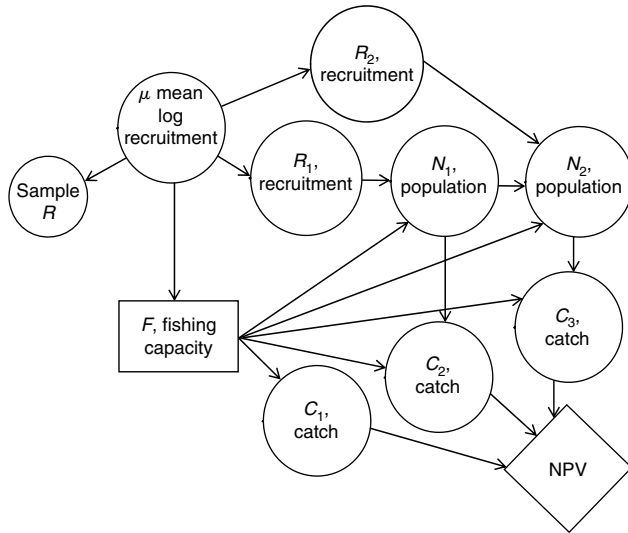 R₂,
recruitment
μ mean
log
recruitment
R₁,
recruitment
N₁,
population
N₂,
population
Sample
R
F, fishing
capacity
C₃,
catch
C₂,
catch
C₁,
catch
NPV